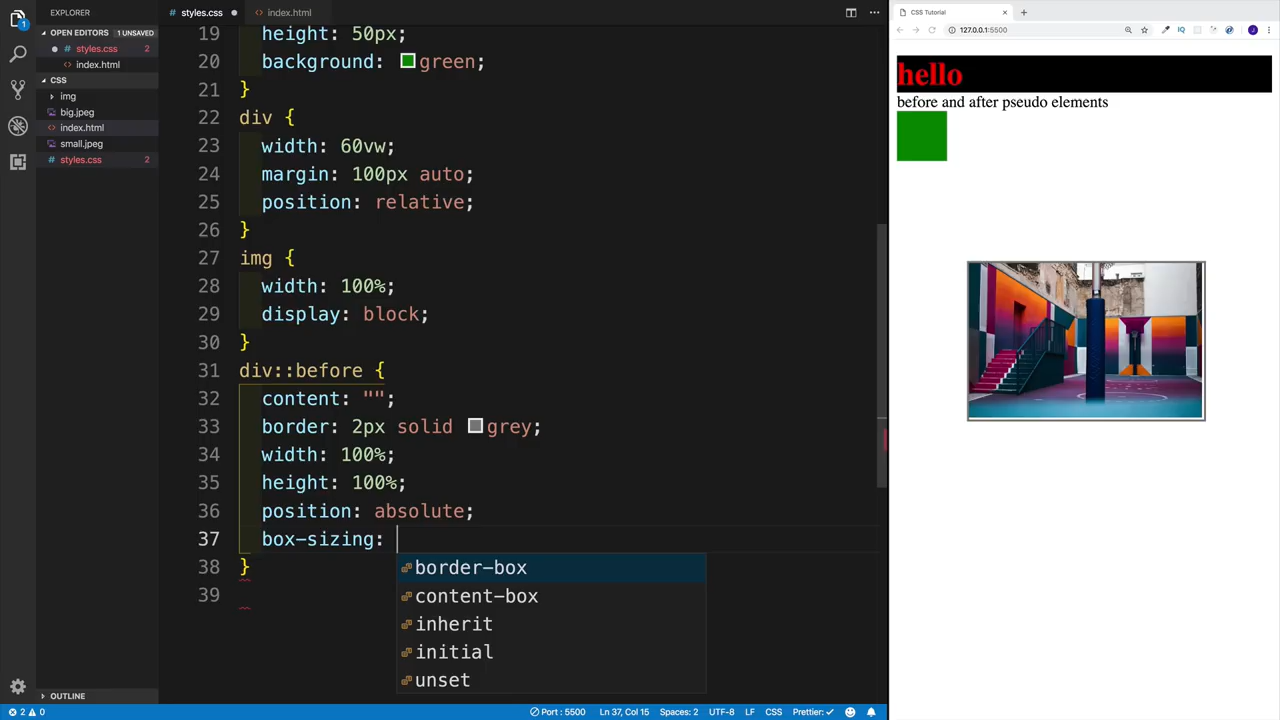 EXPLORER
OPEN EDITORS 1 UNSAVED
styles.css 2
index.html
CSS
img
big.jpeg
index.html
small.jpeg
styles.css 2
OUTLINE
styles.css
index.html
19 height: 50px;
20 background: green;
21 }
22 div {
23 width: 60vw;
24 margin: 100px auto;
25 position: relative;
26 }
27 img {
28 width: 100%;
29 display: block;
30 }
31 div::before {
32 content: "";
33 border: 2px solid grey;
34 width: 100%;
35 height: 100%;
36 position: absolute;
37 box-sizing:
38 }
39
border-box
content-box
inherit
initial
unset
2 0
Port : 5500
Ln 37, Col 15
Spaces: 2
UTF-8
LF
CSS
Prettier: ✓
CSS Tutorial
127.0.0.1:5500
IQ
J
hello
before and after pseudo elements